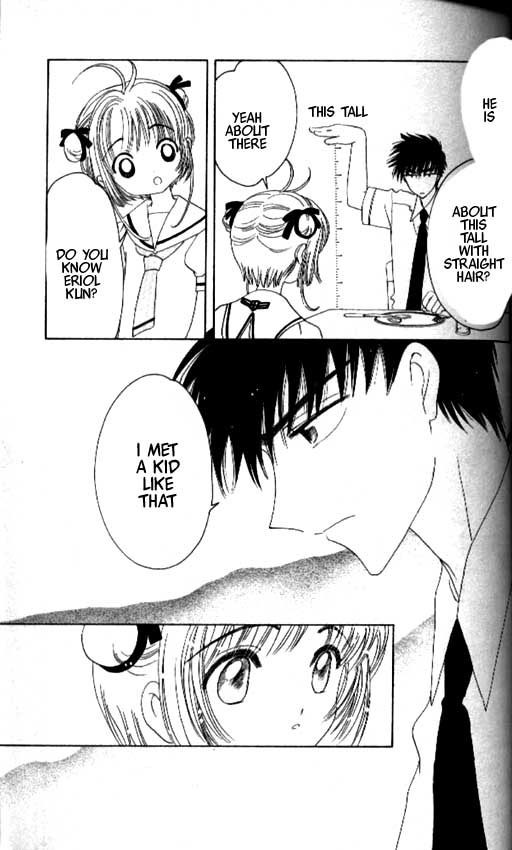 HE
IS
ABOUT
THIS
TALL
WITH
STRAIGHT
HAIR?
THIS TALL
YEAH
ABOUT
THERE
DO YOU
KNOW
ERIOL
KUN?
I MET
A KID
LIKE
THAT